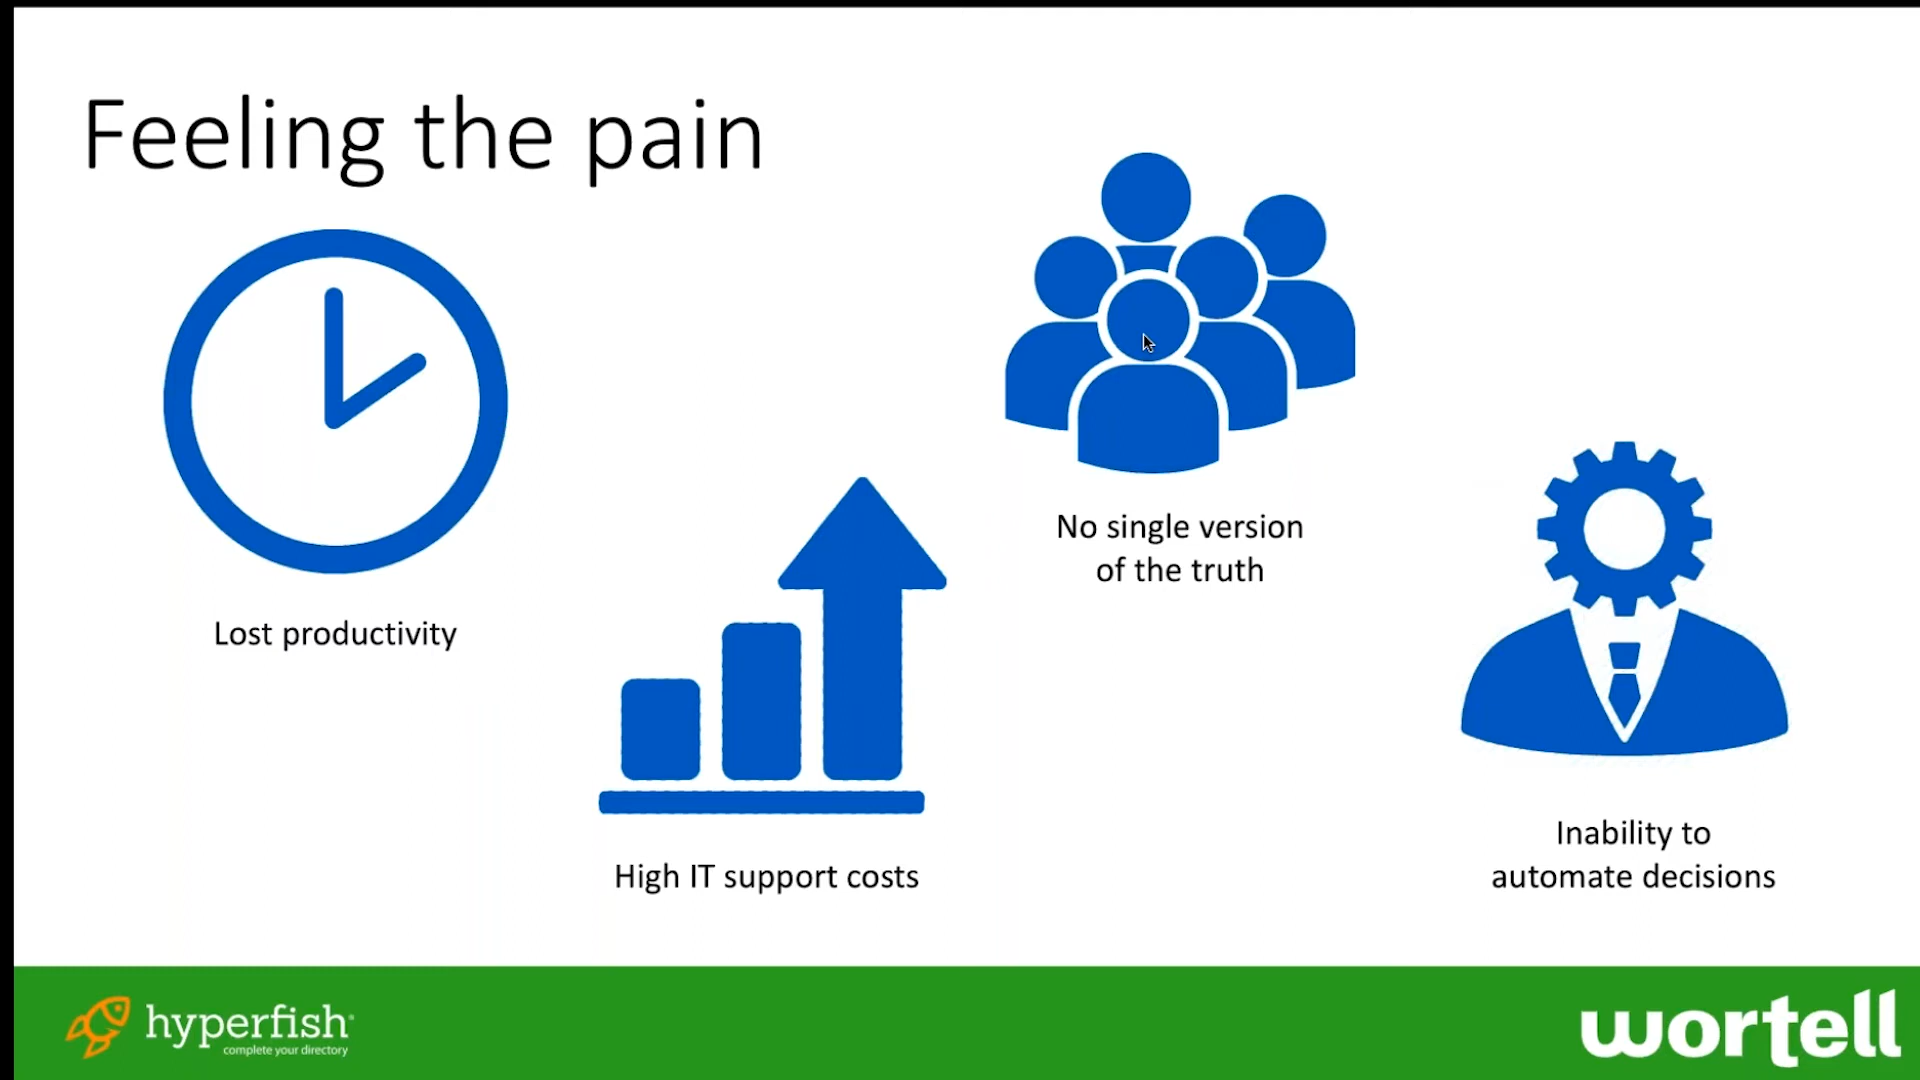 Feeling the pain
Lost productivity
High IT support costs
No single version
of the truth
Inability to
automate decisions
hyperfish
complete your directory
wortell